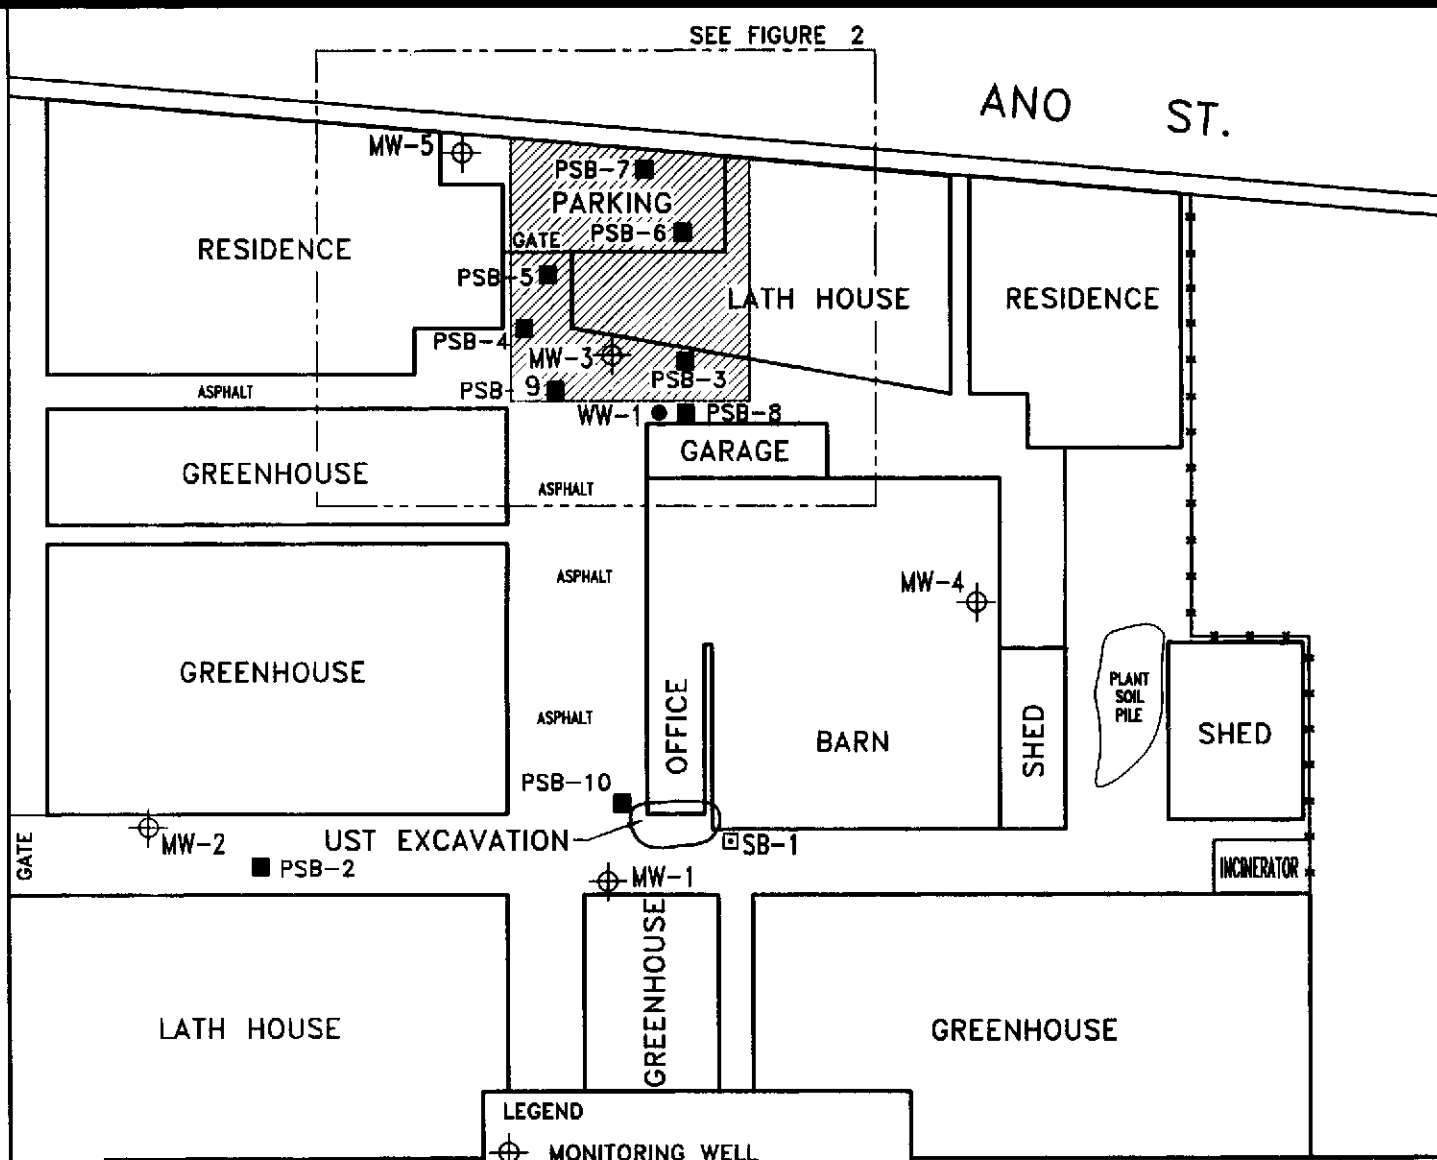 SEE FIGURE 2
ANO ST.
MW-5
PSB-7
PARKING
PSB-6
GATE
RESIDENCE
PSB-5
LATH HOUSE
RESIDENCE
PSB-4
MW-3
PSB-3
ASPHALT
PSB-9
WW-1
PSB-8
GARAGE
GREENHOUSE
ASPHALT
ASPHALT
MW-4
GREENHOUSE
PLANT
SOIL
PILE
ASPHALT
OFFICE
BARN
SHED
SHED
PSB-10
UST EXCAVATION
SB-1
MW-2
GATE
PSB-2
MW-1
INCINERATOR
GREENHOUSE
LATH HOUSE
GREENHOUSE
LEGEND
MONITORING WELL